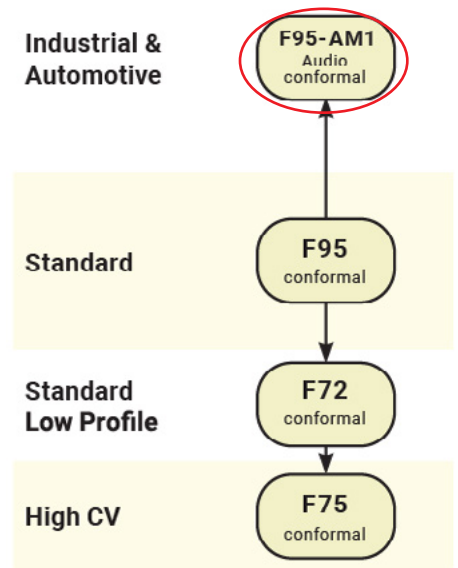 Industrial &
Automotive
F95-AM1
Audio
conformal
Standard
F95
conformal
Standard
Low Profile
F72
conformal
High CV
F75
conformal